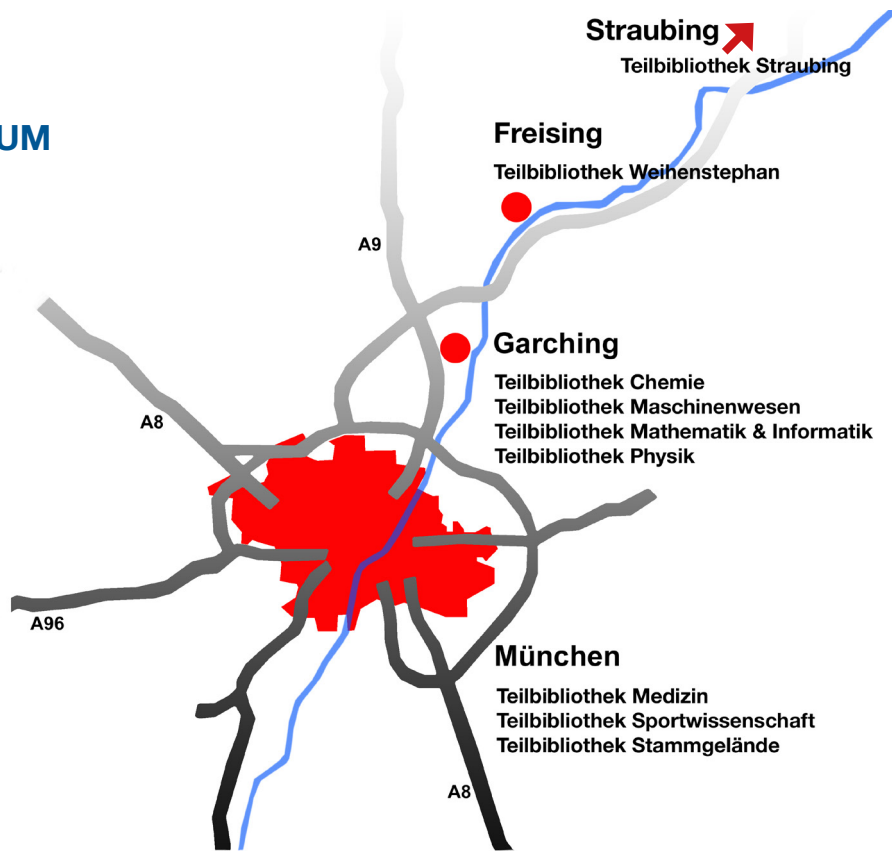 Straubing
Teilbibliothek Straubing
UM
Freising
Teilbibliothek Weihenstephan
A9
Garching
Teilbibliothek Chemie
Teilbibliothek Maschinenwesen
Teilbibliothek Mathematik & Informatik
Teilbibliothek Physik
A8
A96
München
Teilbibliothek Medizin
Teilbibliothek Sportwissenschaft
Teilbibliothek Stammgelände
A8